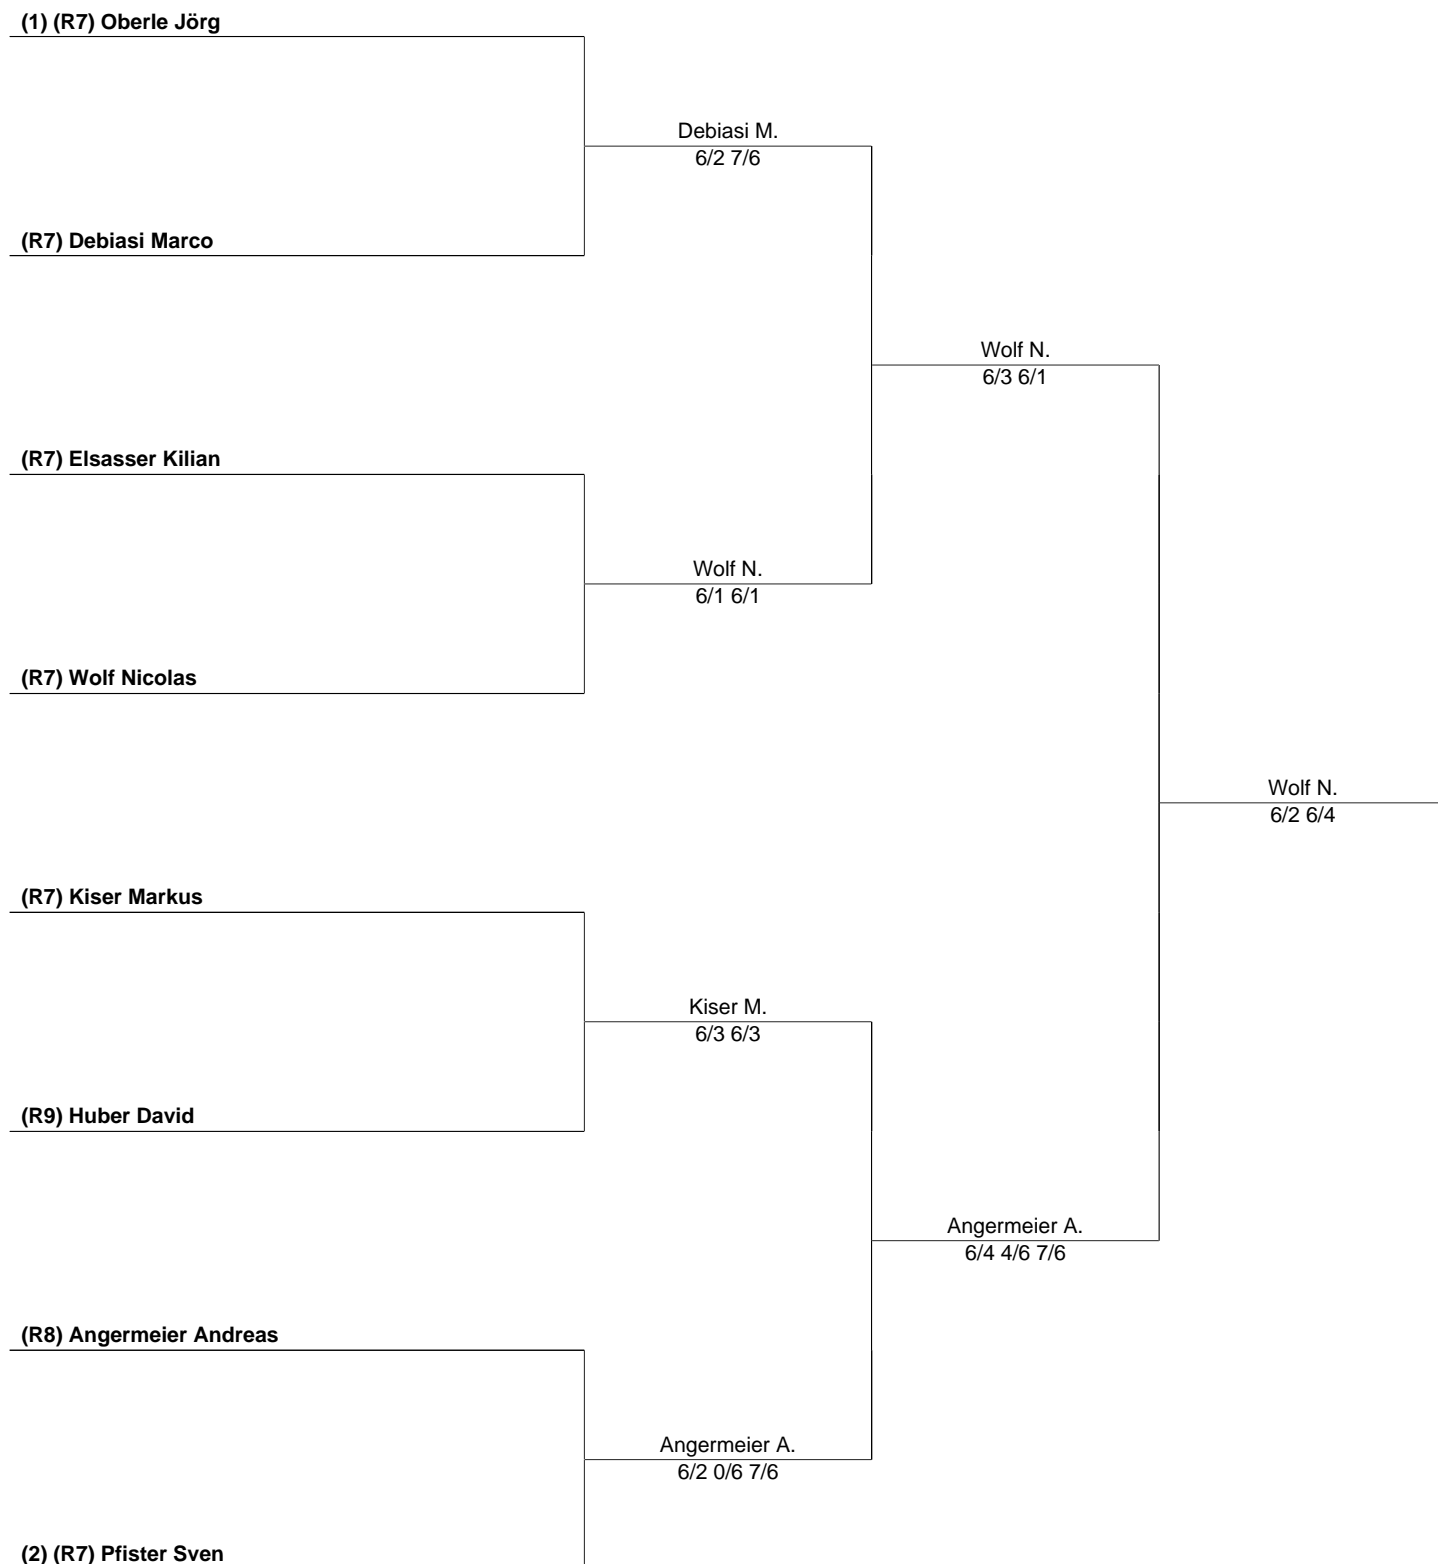 (1) (R7) Oberle Jörg
Debiasi M.
6/2 7/6
(R7) Debiasi Marco
Wolf N.
6/3 6/1
(R7) Elsasser Kilian
Wolf N.
6/1 6/1
(R7) Wolf Nicolas
Wolf N.
6/2 6/4
(R7) Kiser Markus
Kiser M.
6/3 6/3
(R9) Huber David
Angermeier A.
6/4 4/6 7/6
(R8) Angermeier Andreas
Angermeier A.
6/2 0/6 7/6
(2) (R7) Pfister Sven